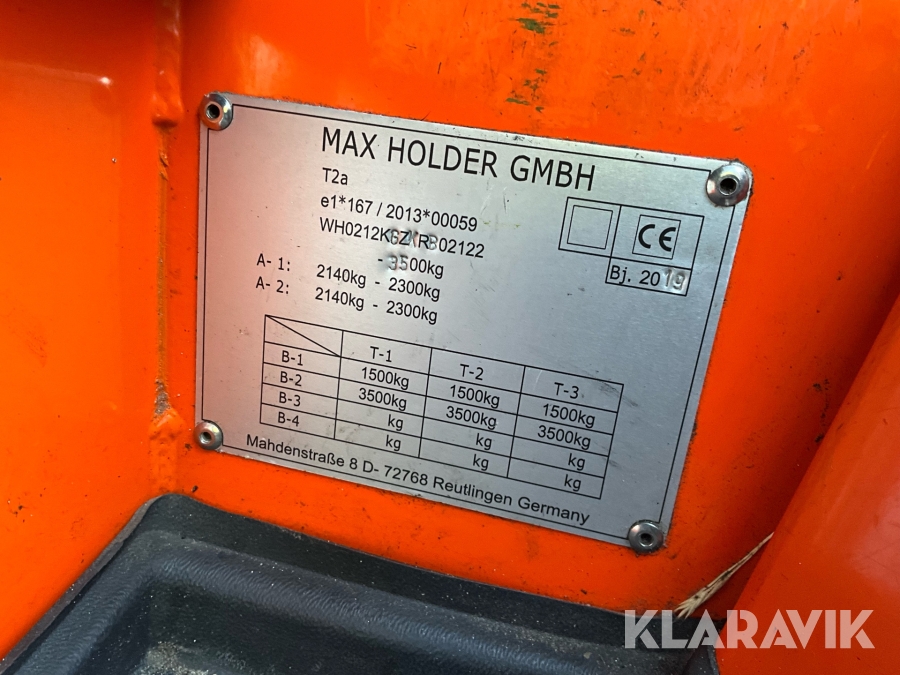 MAX HOLDER GMBH
T2a
e1*167 / 2013*00059
- 3500kg
A- 1: 2140kg - 2300kg
A- 2: 2140kg - 2300kg
CE
Bj. 2019
T-1 T-2 T-3
B-1 1500kg 1500kg 1500kg
B-2 3500kg 3500kg 3500kg
B-3 kg kg kg
B-4 kg kg kg
Mahdenstraße 8 D- 72768 Reutlingen Germany
KLARAVIK